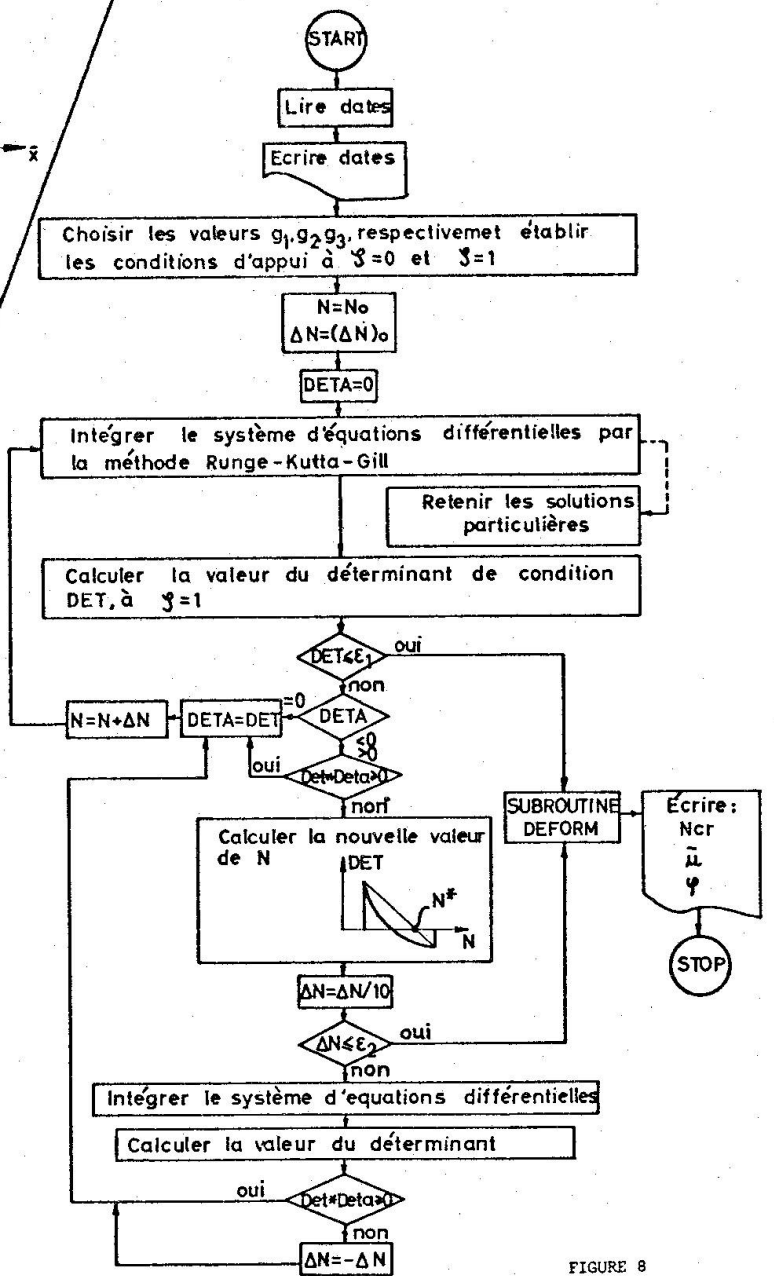 START
x̄
Lire dates
Ecrire dates
Choisir les valeurs g₁,g₂,g₃, respectivemet établir
les conditions d'appui à ζ=0 et ζ=1
N=N₀
ΔN=(ΔN)₀
DETA=0
Intégrer le système d'équations différentielles par
la méthode Runge-Kutta-Gill
Retenir les solutions
particulières
Calculer la valeur du déterminant de condition
DET, à ζ=1
DET≤ε₁
oui
non
N=N+ΔN
DETA=DET
=0
DETA
<0
>0
oui
Det*Deta>0
non
SUBROUTINE
DEFORM
Écrire:
Ncr
ū
φ
STOP
Calculer la nouvelle valeur
de N
DET
N*
N
ΔN=ΔN/10
ΔN≤ε₂
oui
non
Intégrer le système d'equations différentielles
Calculer la valeur du déterminant
oui
Det*Deta>0
non
ΔN=-ΔN
FIGURE 8